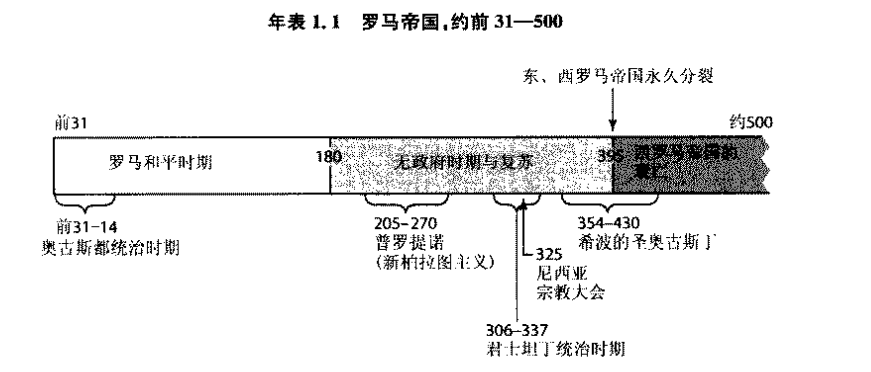 年表 1.1 罗马帝国,约前 31—500
东、西罗马帝国永久分裂
前31
约500
罗马和平时期
180
无政府时期与复苏
395
西罗马帝国的
衰亡
前31-14
奥古斯都统治时期
205-270
普罗提诺
(新柏拉图主义)
354-430
希波的圣奥古斯丁
325
尼西亚
宗教大会
306-337
君士坦丁统治时期